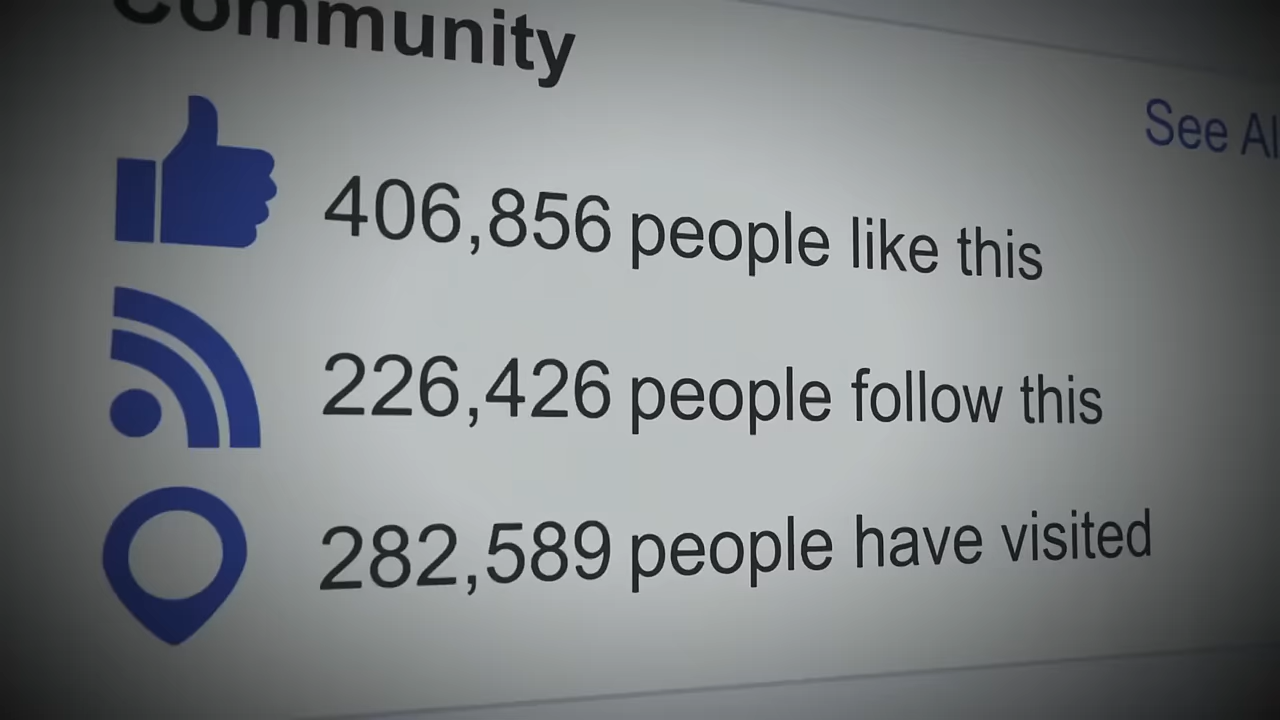 Community
See Al
406,856 people like this
226,426 people follow this
282,589 people have visited